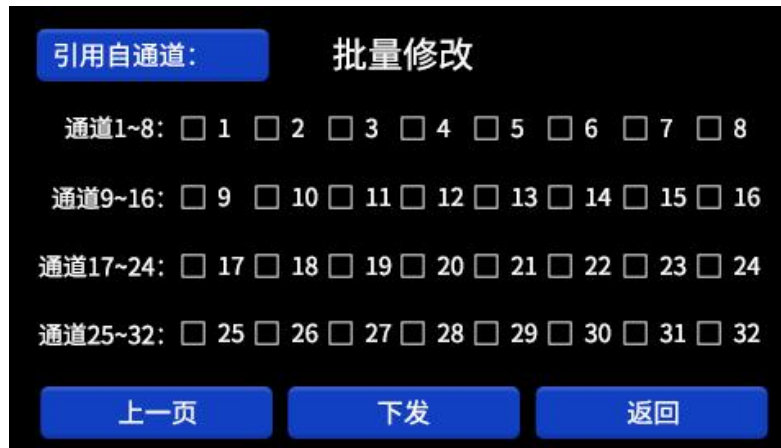 引用自通道: 批量修改
通道1~8: 1 2 3 4 5 6 7 8
通道9~16: 9 10 11 12 13 14 15 16
通道17~24: 17 18 19 20 21 22 23 24
通道25~32: 25 26 27 28 29 30 31 32
上一页 下发 返回